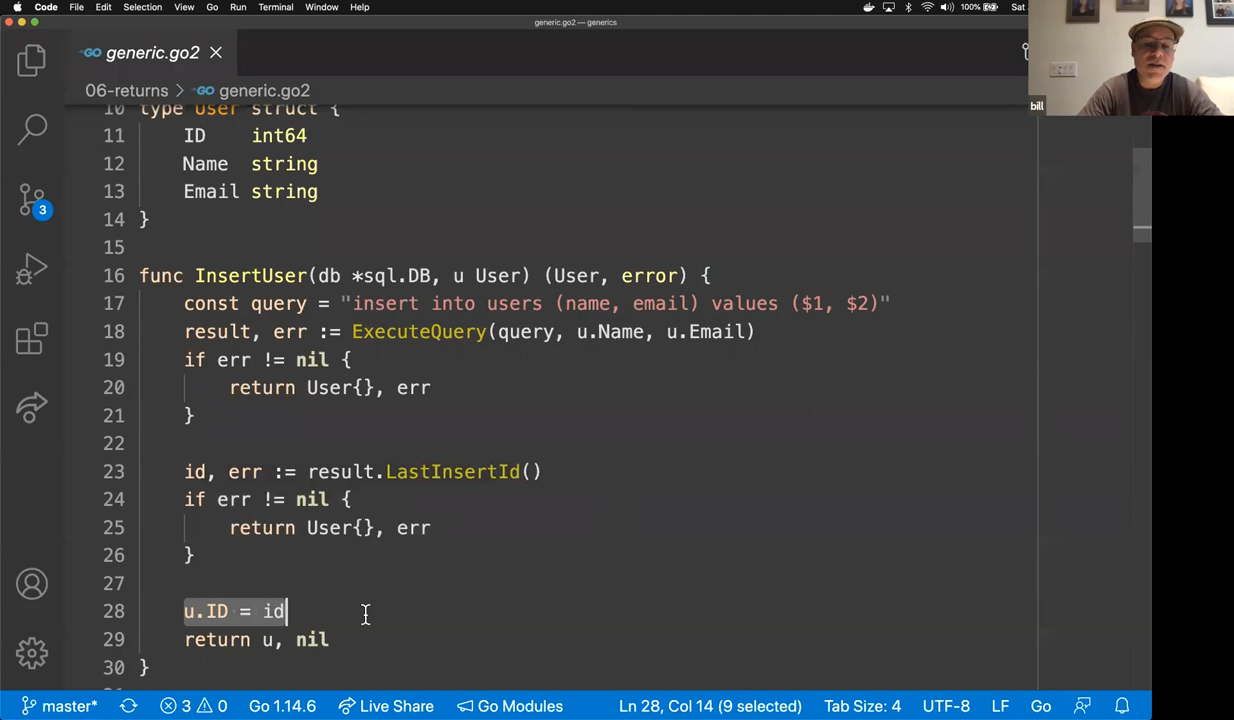 Code File Edit Selection View Go Run Terminal Window Help 100% Sat
generic.go2 — generics
GO generic.go2 ×
06-returns > GO generic.go2
bill
10 type User struct {
11 ID int64
12 Name string
13 Email string
14 }
15
16 func InsertUser(db *sql.DB, u User) (User, error) {
17 const query = "insert into users (name, email) values ($1, $2)"
18 result, err := ExecuteQuery(query, u.Name, u.Email)
19 if err != nil {
20 return User{}, err
21 }
22
23 id, err := result.LastInsertId()
24 if err != nil {
25 return User{}, err
26 }
27
28 u.ID = id
29 return u, nil
30 }
3
master* 3 0 Go 1.14.6 Live Share Go Modules Ln 28, Col 14 (9 selected) Tab Size: 4 UTF-8 LF Go